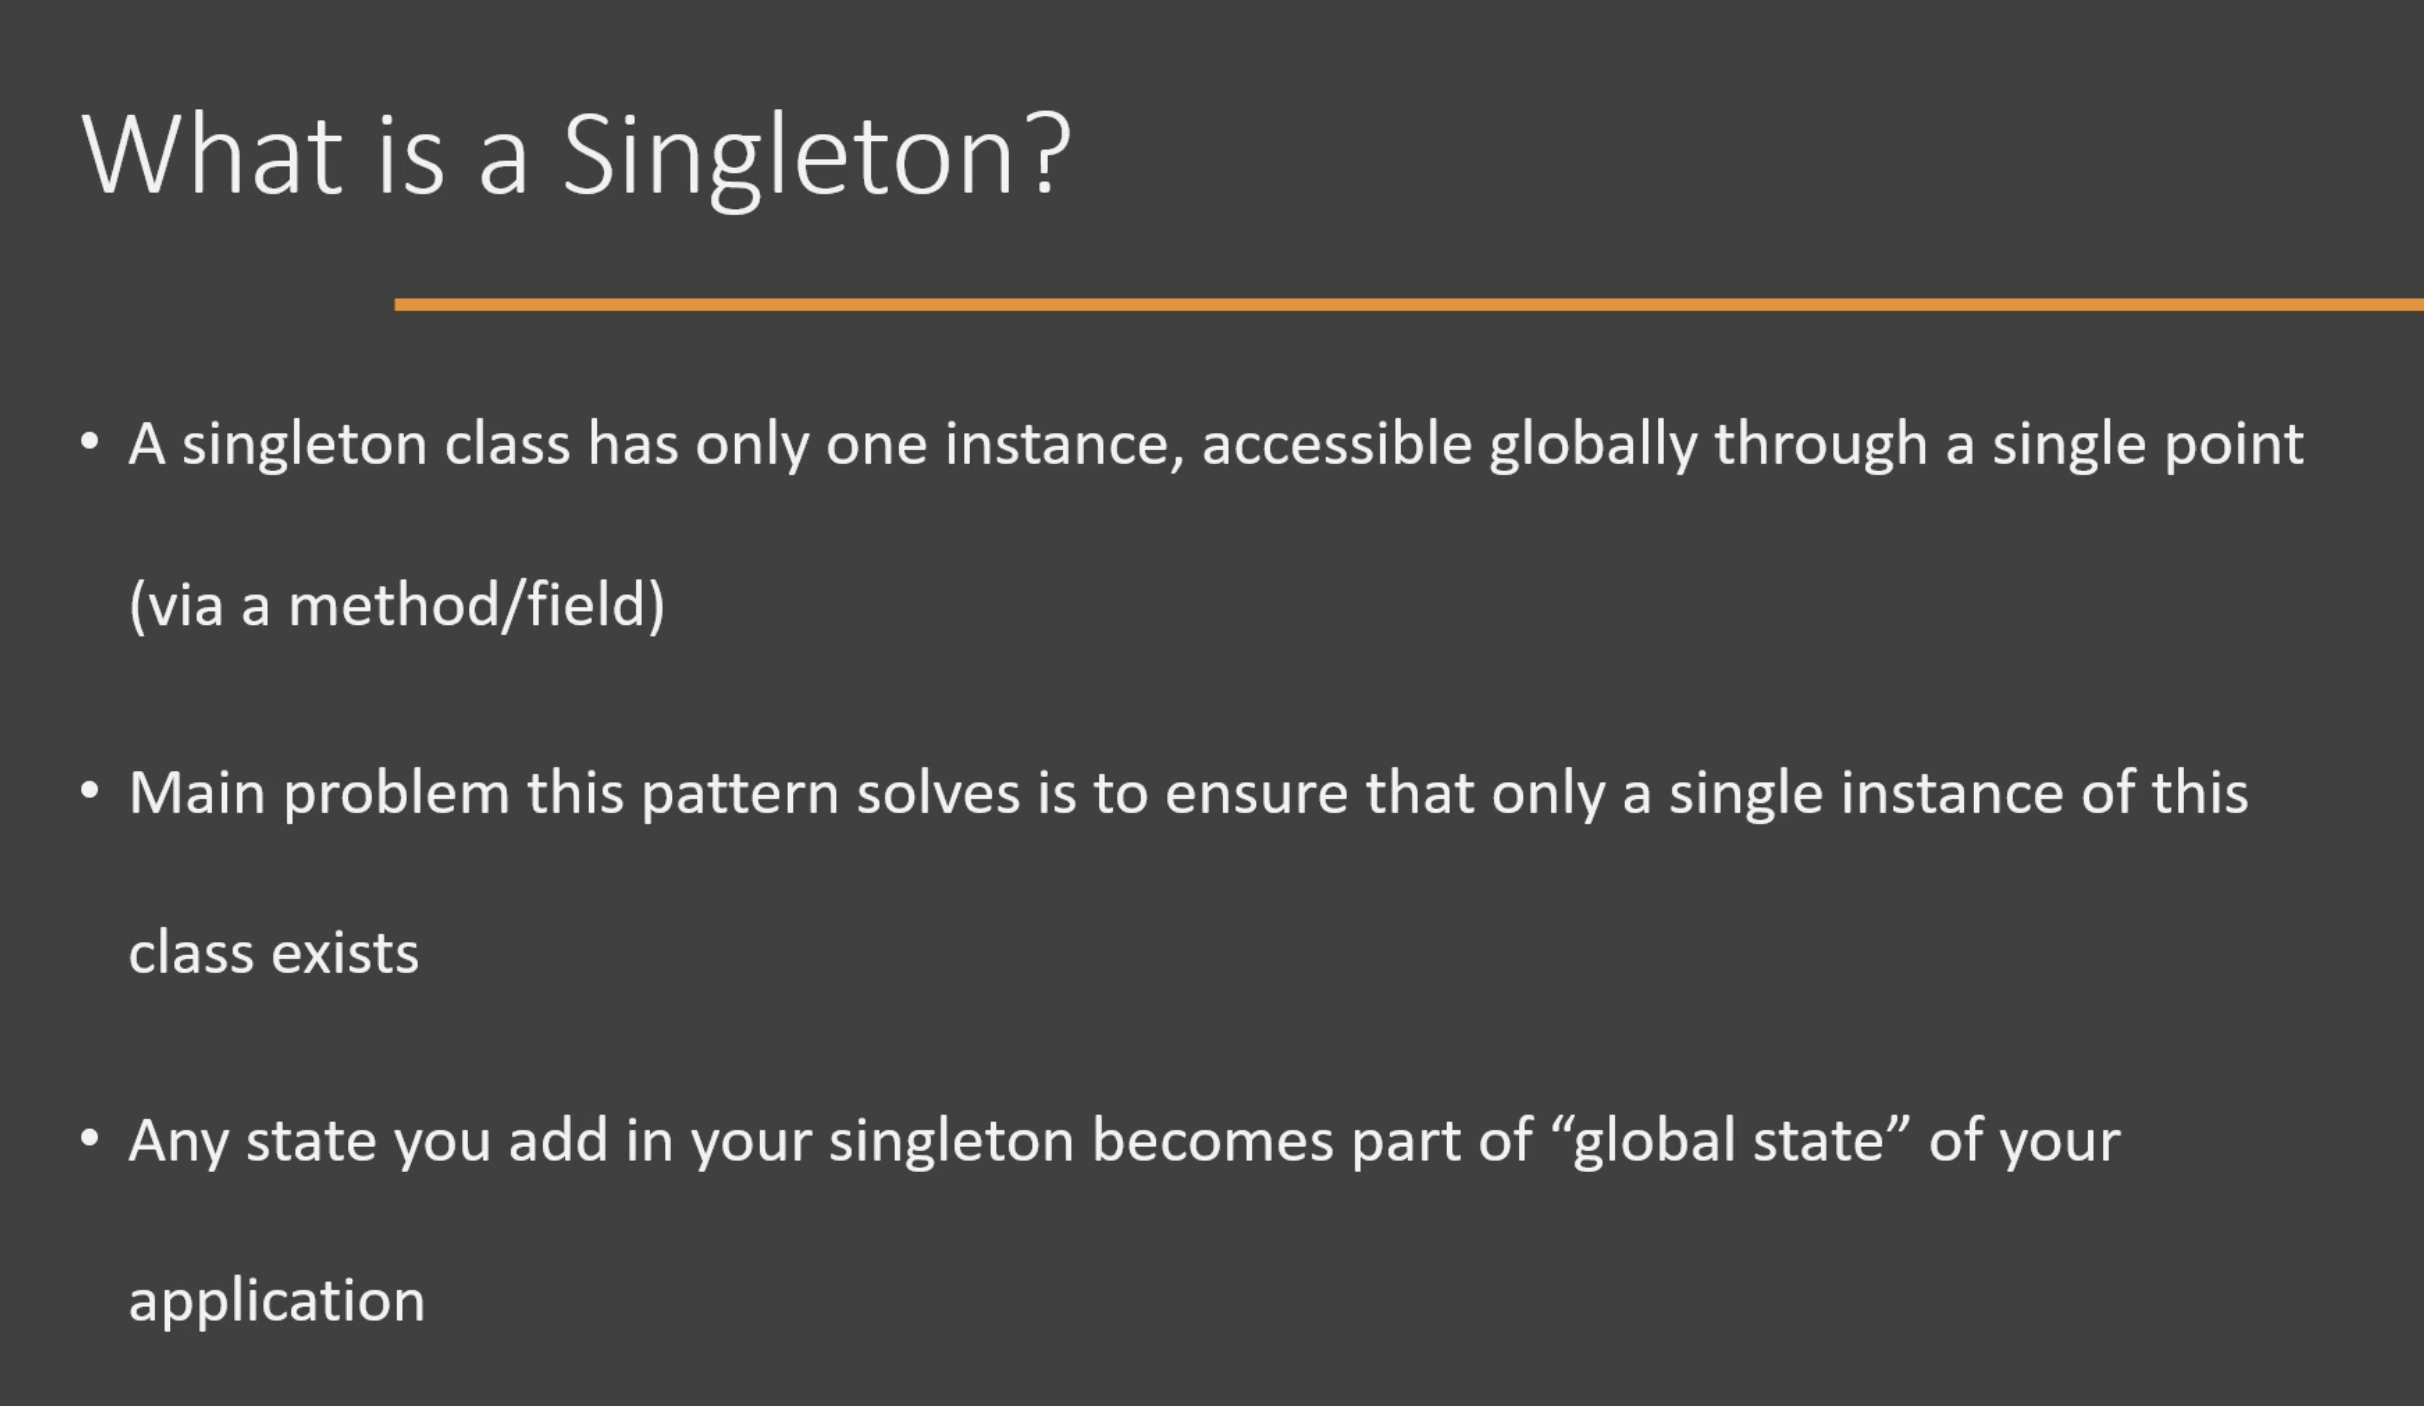 What is a Singleton?
• A singleton class has only one instance, accessible globally through a single point
(via a method/field)
• Main problem this pattern solves is to ensure that only a single instance of this
class exists
• Any state you add in your singleton becomes part of “global state” of your
application